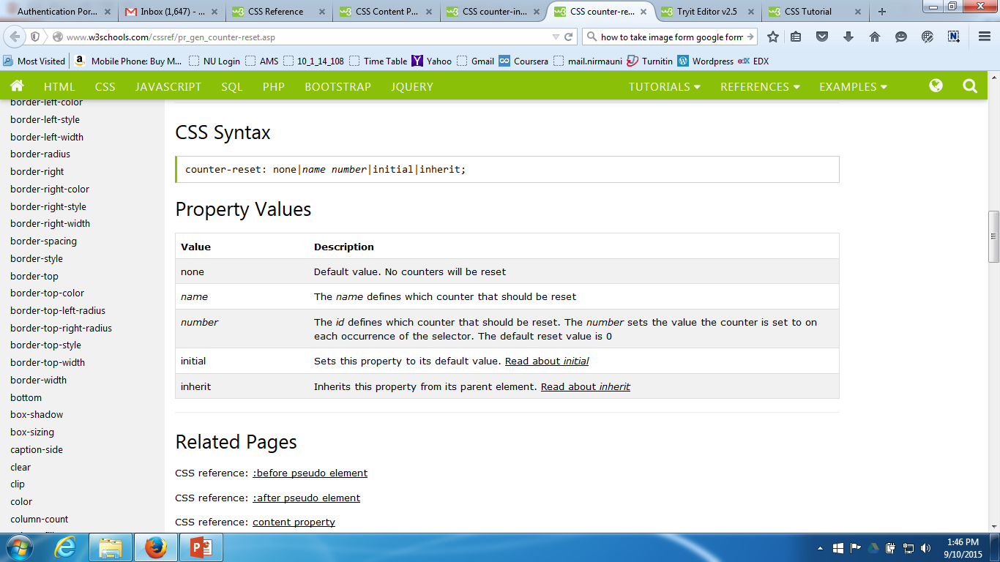 Authentication Por...
Inbox (1,647) - ...
CSS Reference
CSS Content P...
CSS counter-in...
CSS counter-re...
Tryit Editor v2.5
CSS Tutorial
www.w3schools.com/cssref/pr_gen_counter-reset.asp
how to take image form google form
Most Visited
Mobile Phone: Buy M...
NU Login
AMS
10_1_14_108
Time Table
Yahoo
Gmail
Coursera
mail.nirmauni
Turnitin
Wordpress
EDX
HTML
CSS
JAVASCRIPT
SQL
PHP
BOOTSTRAP
JQUERY
TUTORIALS
REFERENCES
EXAMPLES
border-left-color
border-left-style
border-left-width
border-radius
border-right
border-right-color
border-right-style
border-right-width
border-spacing
border-style
border-top
border-top-color
border-top-left-radius
border-top-right-radius
border-top-style
border-top-width
border-width
bottom
box-shadow
box-sizing
caption-side
clear
clip
color
column-count
CSS Syntax
counter-reset: none|name number|initial|inherit;
Property Values
Value Description
none Default value. No counters will be reset
name The name defines which counter that should be reset
number The id defines which counter that should be reset. The number sets the value the counter is set to on
each occurrence of the selector. The default reset value is 0
initial Sets this property to its default value. Read about initial
inherit Inherits this property from its parent element. Read about inherit
Related Pages
CSS reference: :before pseudo element
CSS reference: :after pseudo element
CSS reference: content property
1:46 PM
9/10/2015